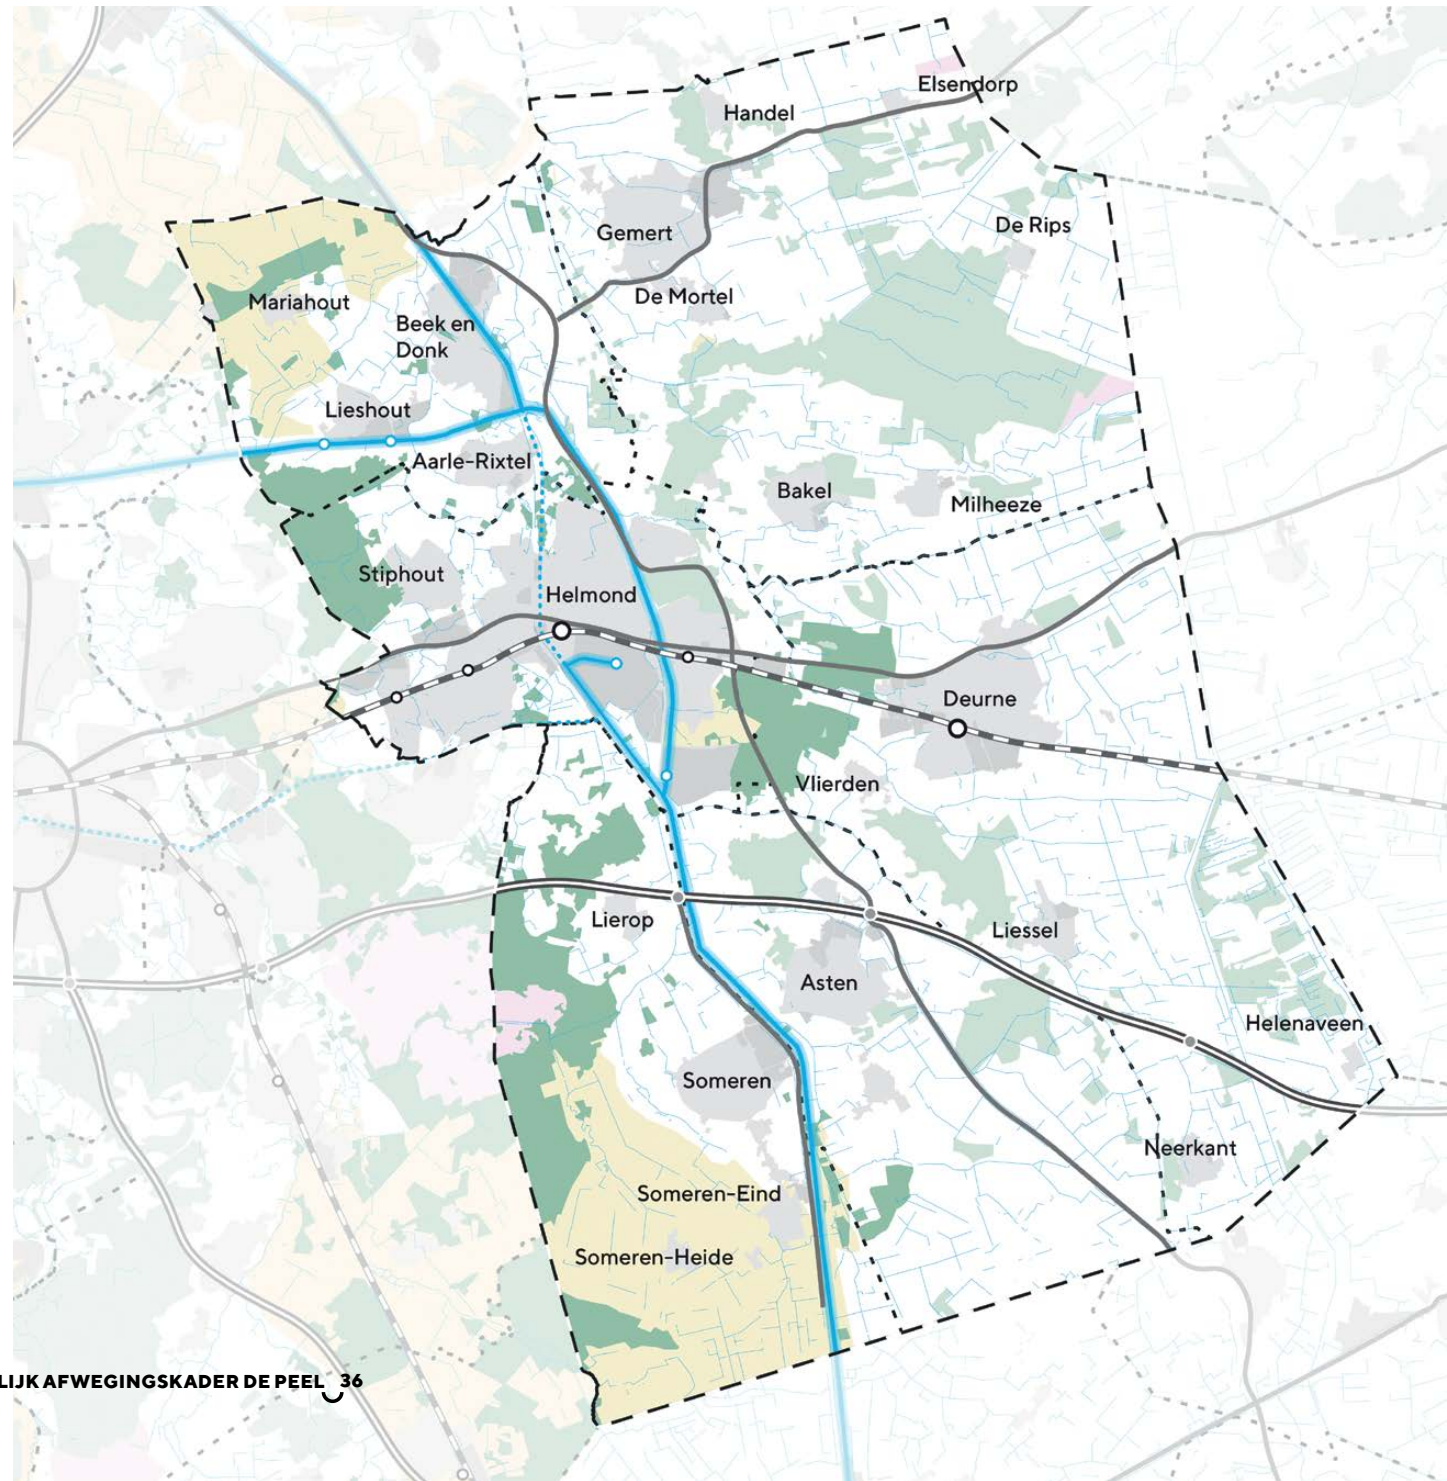 Elsendorp
Handel
De Rips
Gemert
De Mortel
Mariahout
Beek en
Donk
Lieshout
Aarle-Rixtel
Bakel
Milheeze
Stiphout
Helmond
Deurne
Vlierden
Lierop
Liessel
Asten
Helenaveen
Someren
Neerkant
Someren-Eind
Someren-Heide
LIJK AFWEGINGSKADER DE PEEL 36